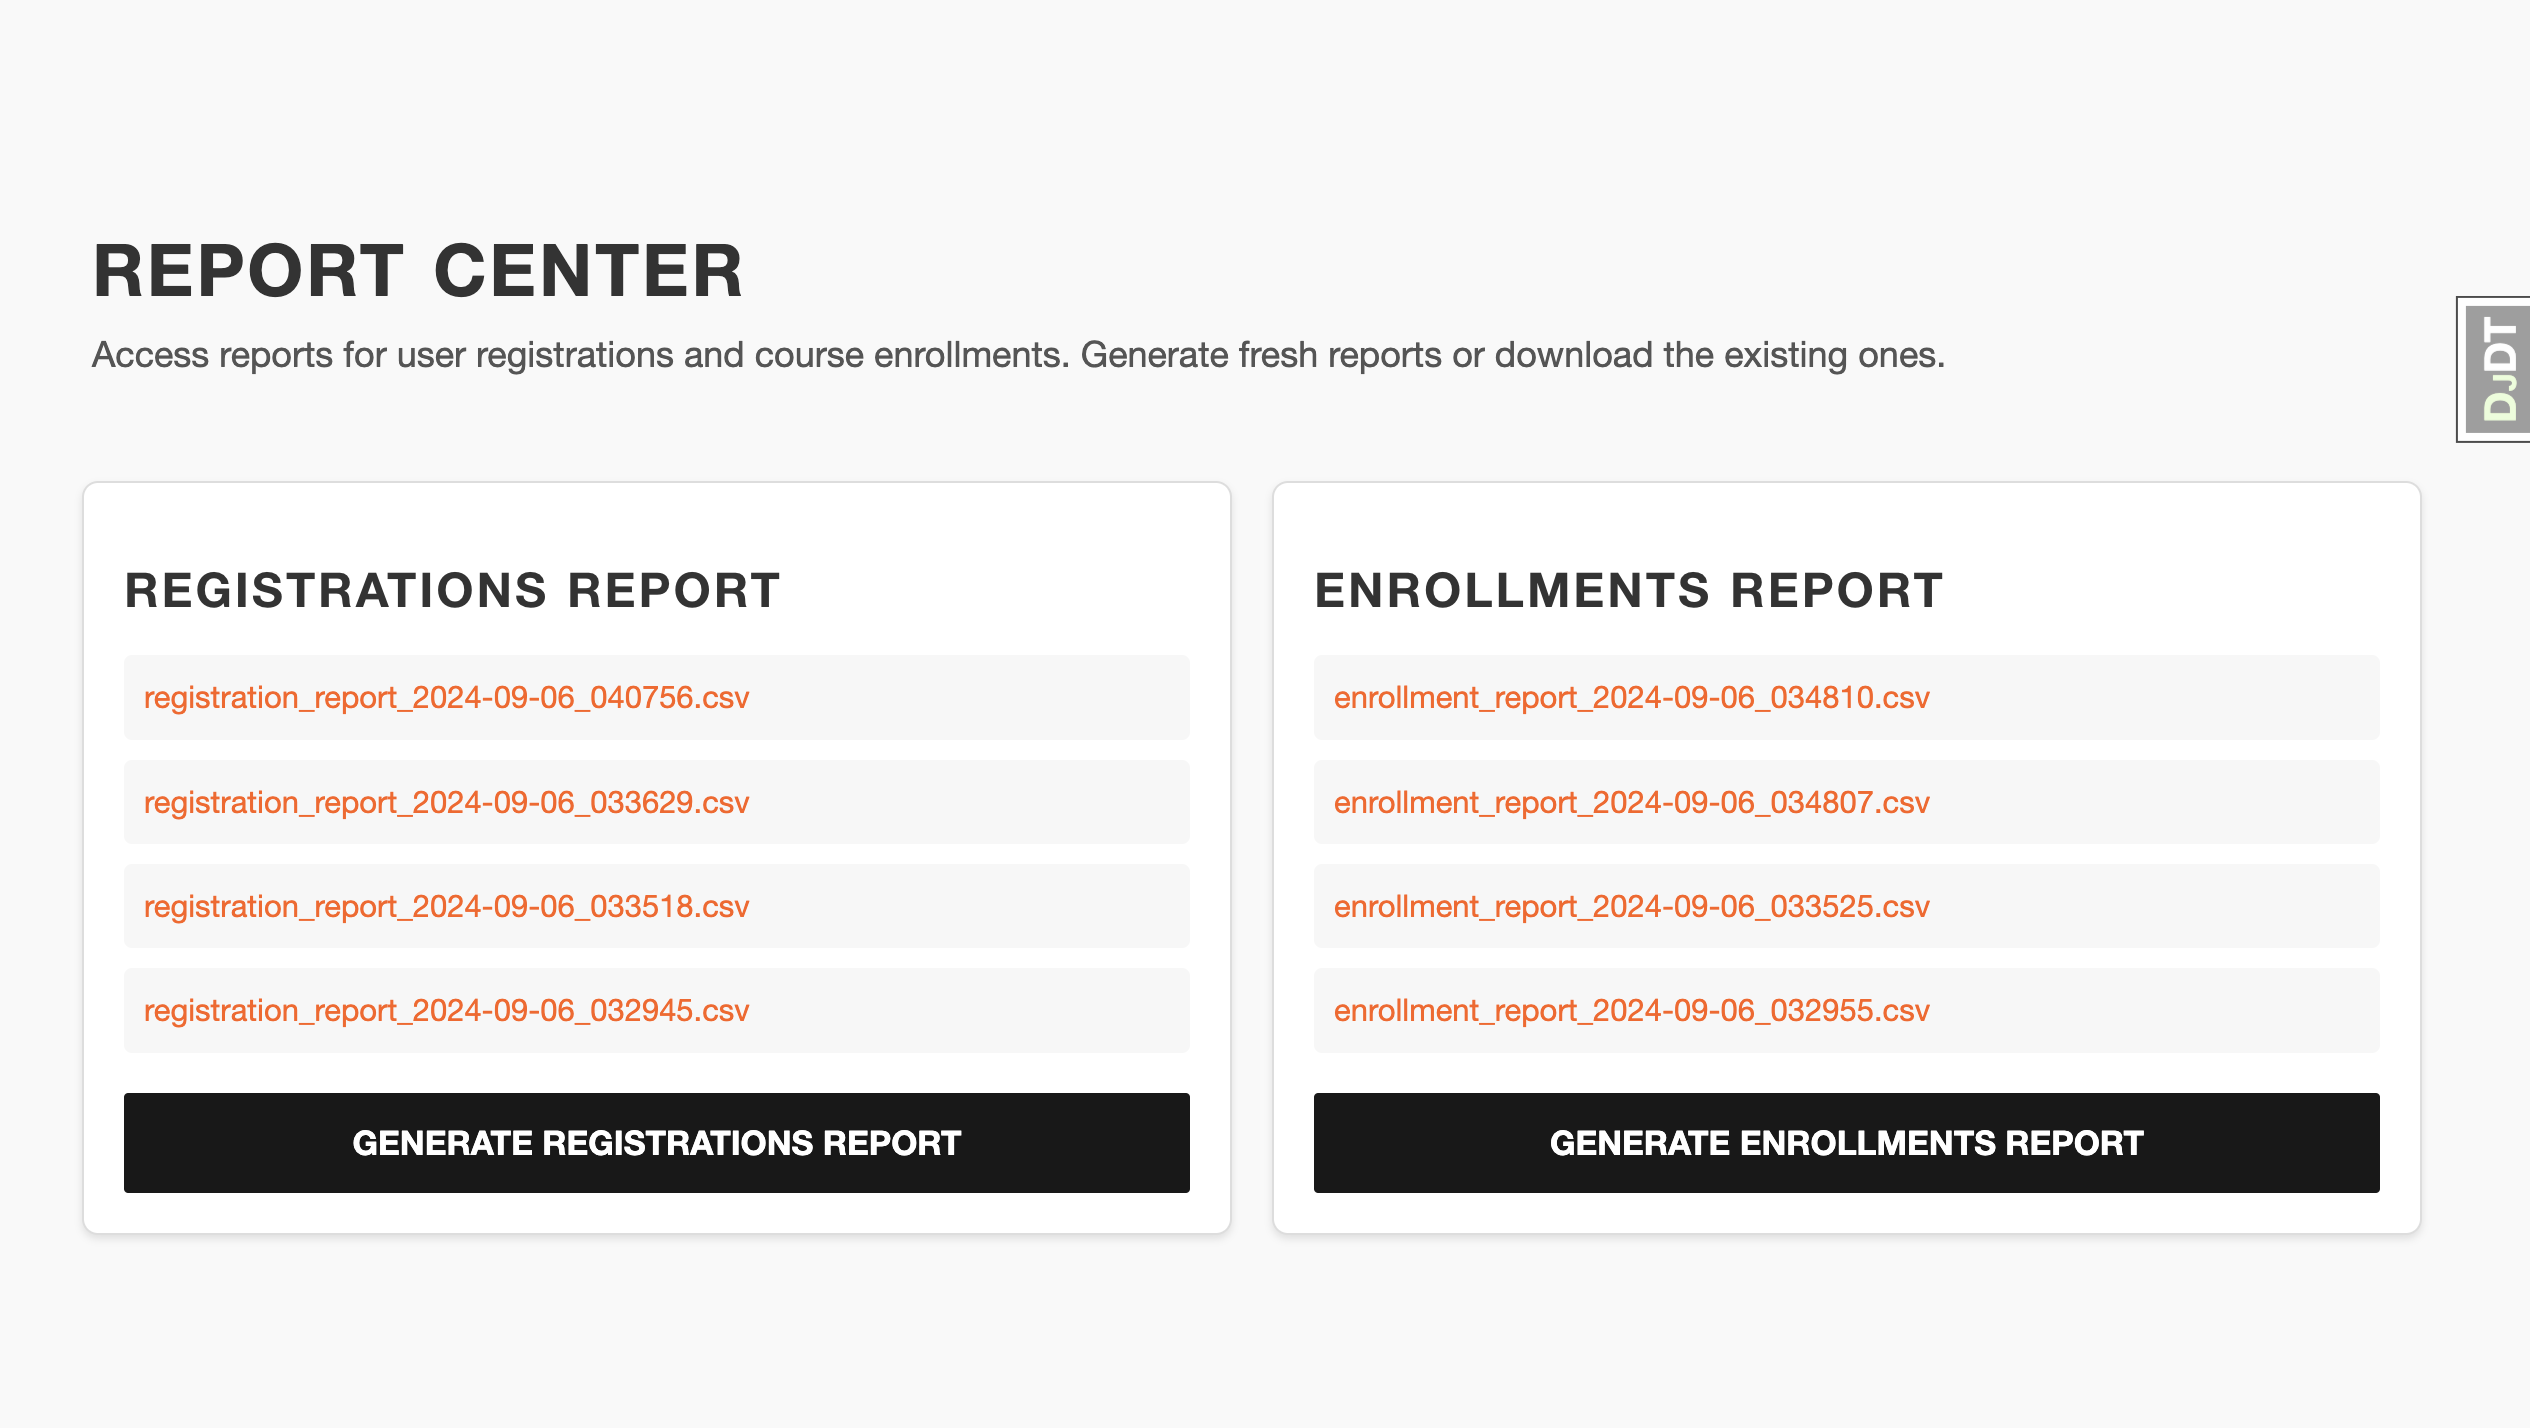 REPORT CENTER
Access reports for user registrations and course enrollments. Generate fresh reports or download the existing ones.
DJDT
REGISTRATIONS REPORT
registration_report_2024-09-06_040756.csv
registration_report_2024-09-06_033629.csv
registration_report_2024-09-06_033518.csv
registration_report_2024-09-06_032945.csv
GENERATE REGISTRATIONS REPORT
ENROLLMENTS REPORT
enrollment_report_2024-09-06_034810.csv
enrollment_report_2024-09-06_034807.csv
enrollment_report_2024-09-06_033525.csv
enrollment_report_2024-09-06_032955.csv
GENERATE ENROLLMENTS REPORT